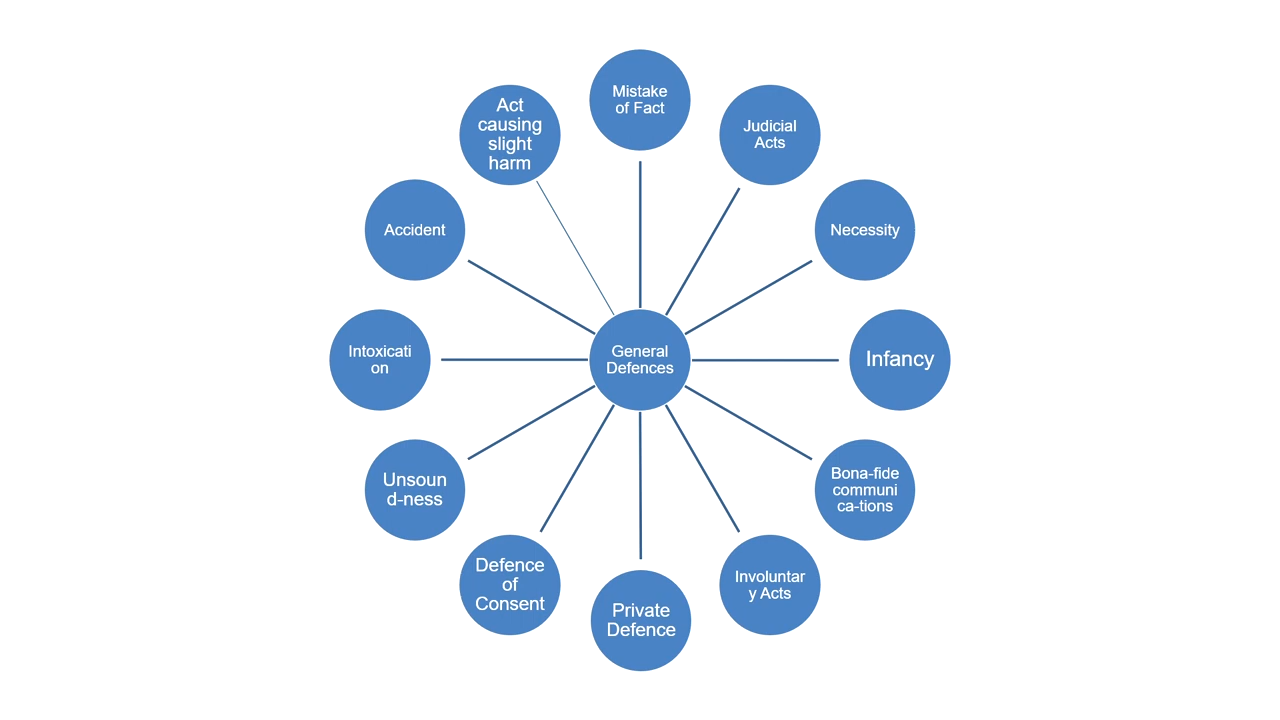 Mistake
of Fact
Judicial
Acts
Necessity
Infancy
Bona-fide
communi
ca-tions
Involuntar
y Acts
Private
Defence
Defence
of
Consent
Unsoun
d-ness
Intoxicati
on
Accident
Act
causing
slight
harm
General
Defences